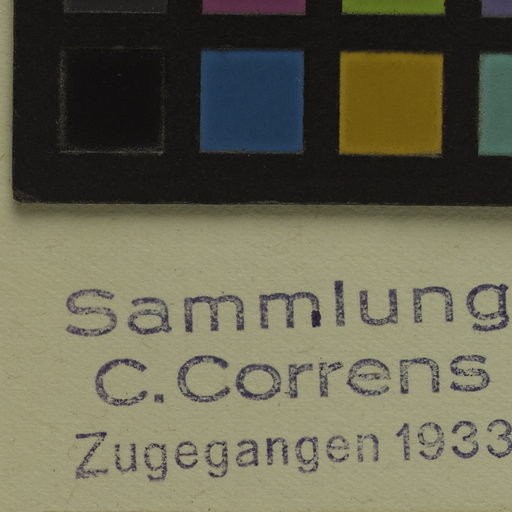 Sammlung
C. Correns
Zugegangen 1933